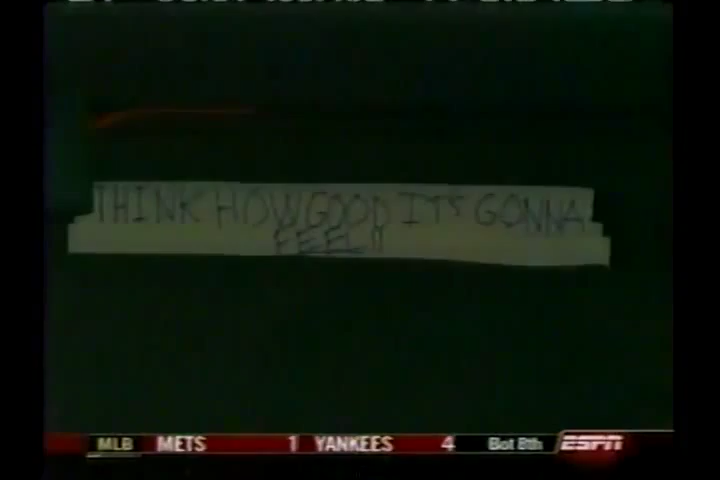 THINK HOW GOOD IT'S GONNA
FEEL!!
MLB METS 1 YANKEES 4 Bot 8th ESPN